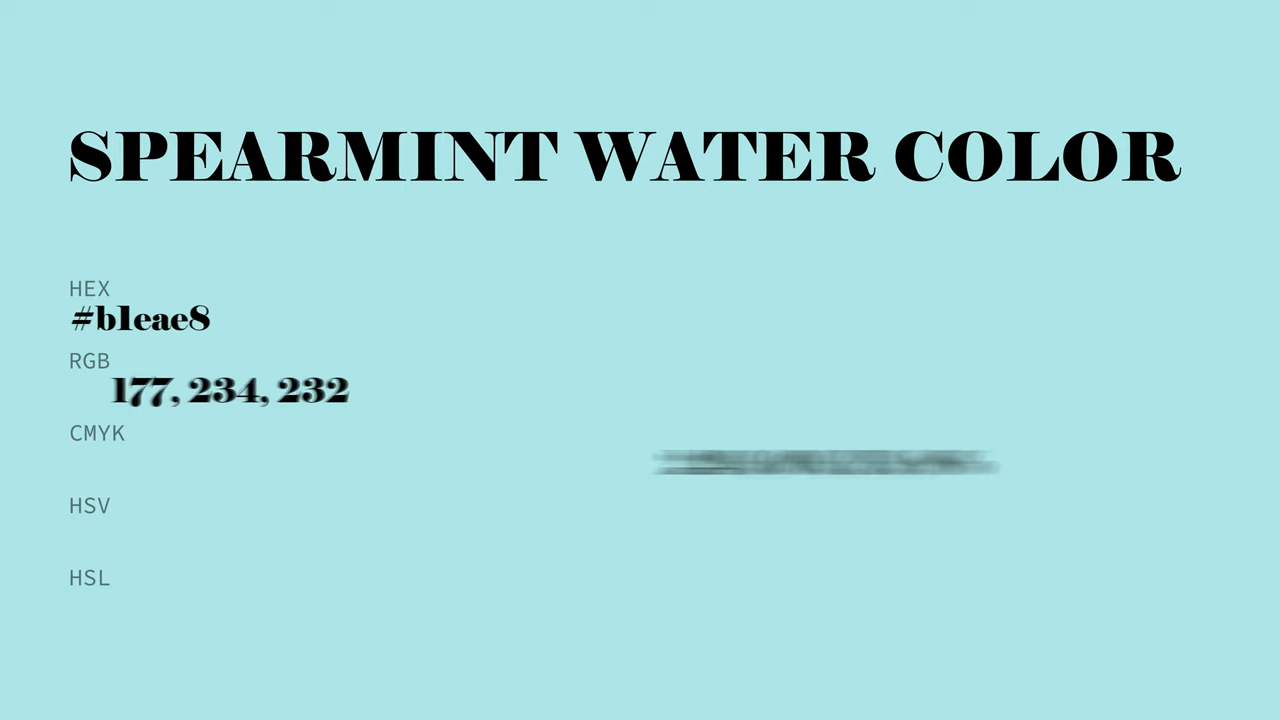 SPEARMINT WATER COLOR
HEX
#b1eae8
RGB
177, 234, 232
CMYK
HSV
HSL